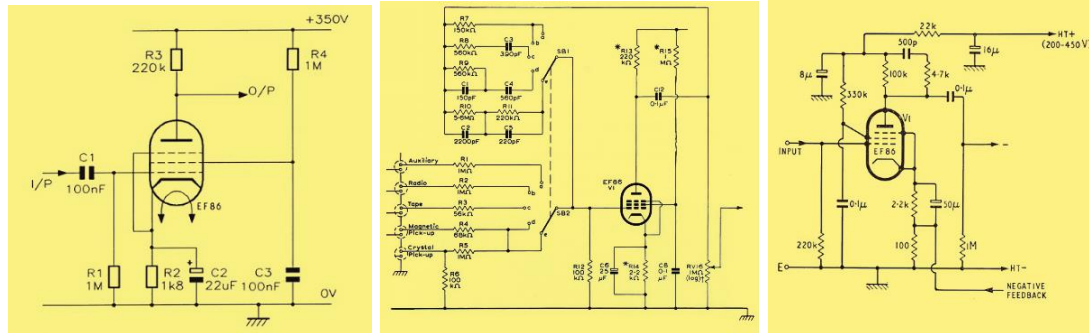 +350V
R3
220k
R4
1M
O/P
C1
I/P
100nF
EF86
R1
1M
R2
1k8
+
C2
22uF
C3
100nF
0V
R7
150kΩ
R8
560kΩ
C3
390pF
R9
560kΩ
C1
150pF
C4
560pF
R10
5·6MΩ
R11
220kΩ
C2
2200pF
C5
220pF
b
c
d
e
SB1
*R13
220
kΩ
*R15
1
MΩ
C12
0·1µF
Auxiliary
R1
1MΩ
Radio
R2
1MΩ
b
Tape
R3
56kΩ
c
Magnetic
Pick-up
R4
68kΩ
d
Crystal
Pick-up
R5
1MΩ
e
SB2
R6
100
kΩ
EF86
V1
R12
100
kΩ
C6
25
µF
*R14
2·2
kΩ
C8
0·1
µF
RV16
1MΩ
(log)
22k
HT+
(200-450V)
500p
16µ
8µ
330k
100k
4·7k
0·1µ
V1
EF86
INPUT
0·1µ
2·2k
50µ
220k
100
1M
E
HT-
NEGATIVE
FEEDBACK